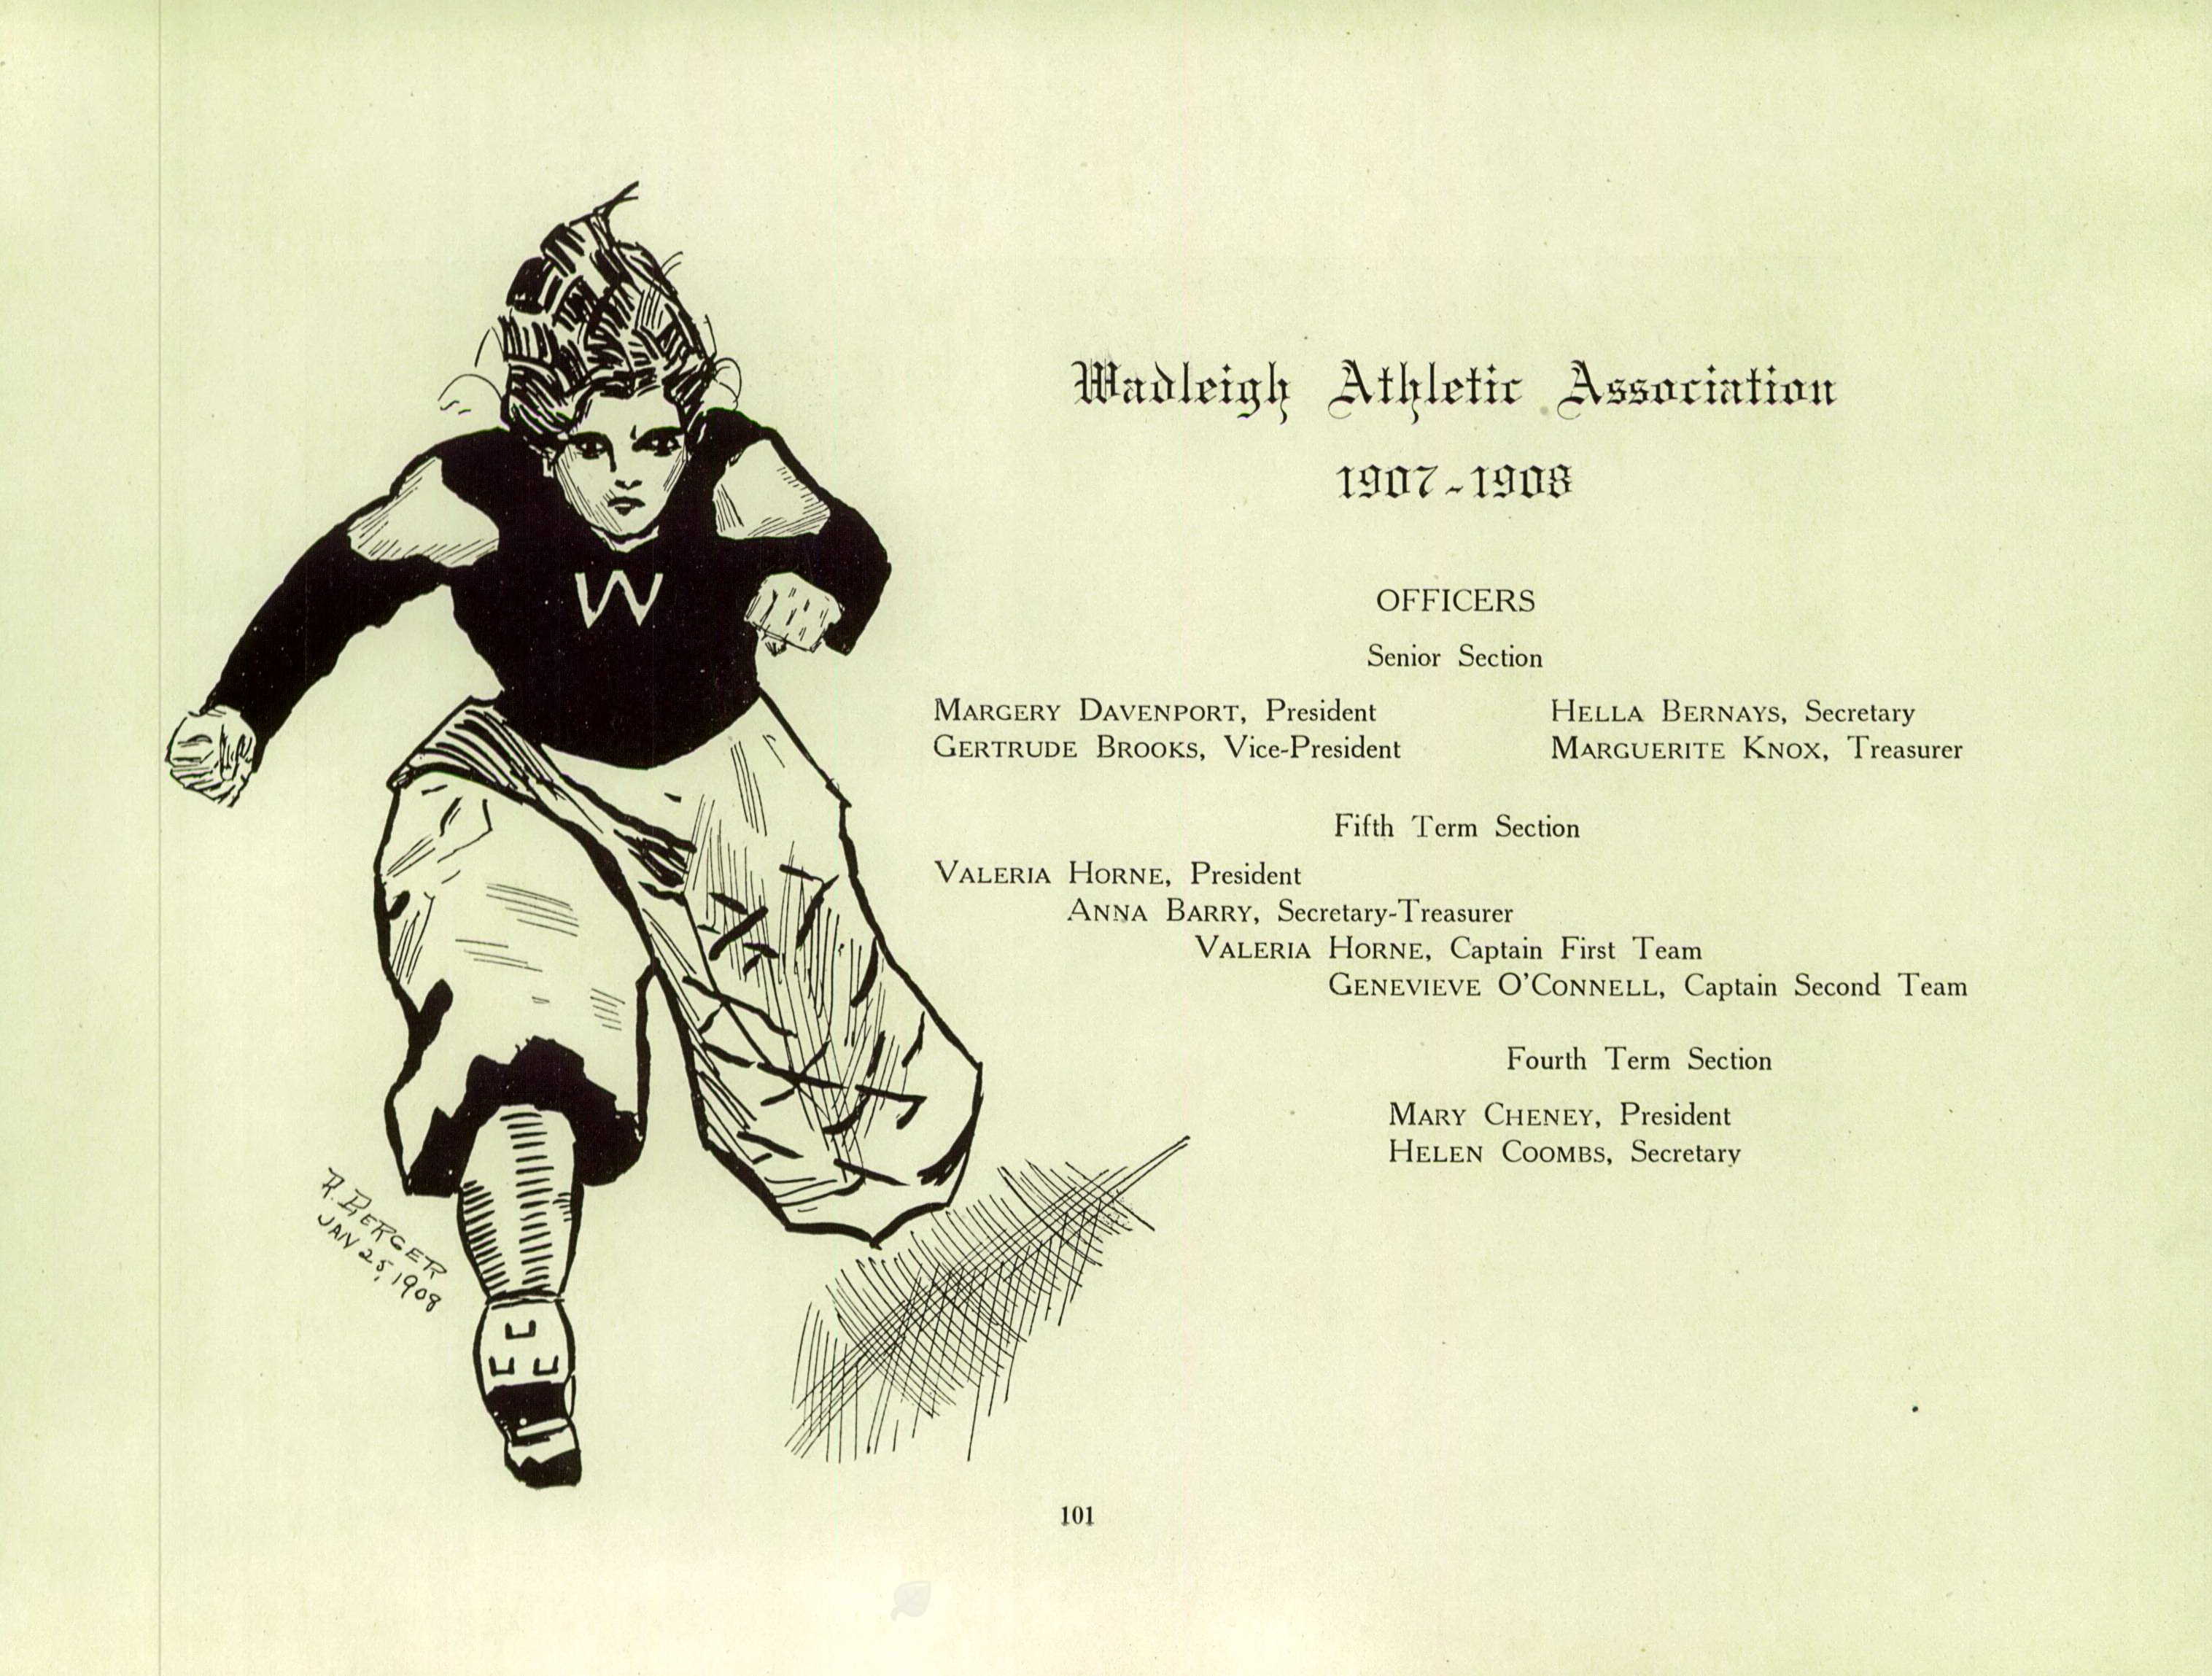 Wadleigh Athletic Association
1907-1908
OFFICERS
Senior Section
MARGERY DAVENPORT, President
GERTRUDE BROOKS, Vice-President
HELLA BERNAYS, Secretary
MARGUERITE KNOX, Treasurer
Fifth Term Section
VALERIA HORNE, President
ANNA BARRY, Secretary-Treasurer
VALERIA HORNE, Captain First Team
GENEVIEVE O'CONNELL, Captain Second Team
Fourth Term Section
MARY CHENEY, President
HELEN COOMBS, Secretary
W
R. BERGER
JAN 25, 1908
101